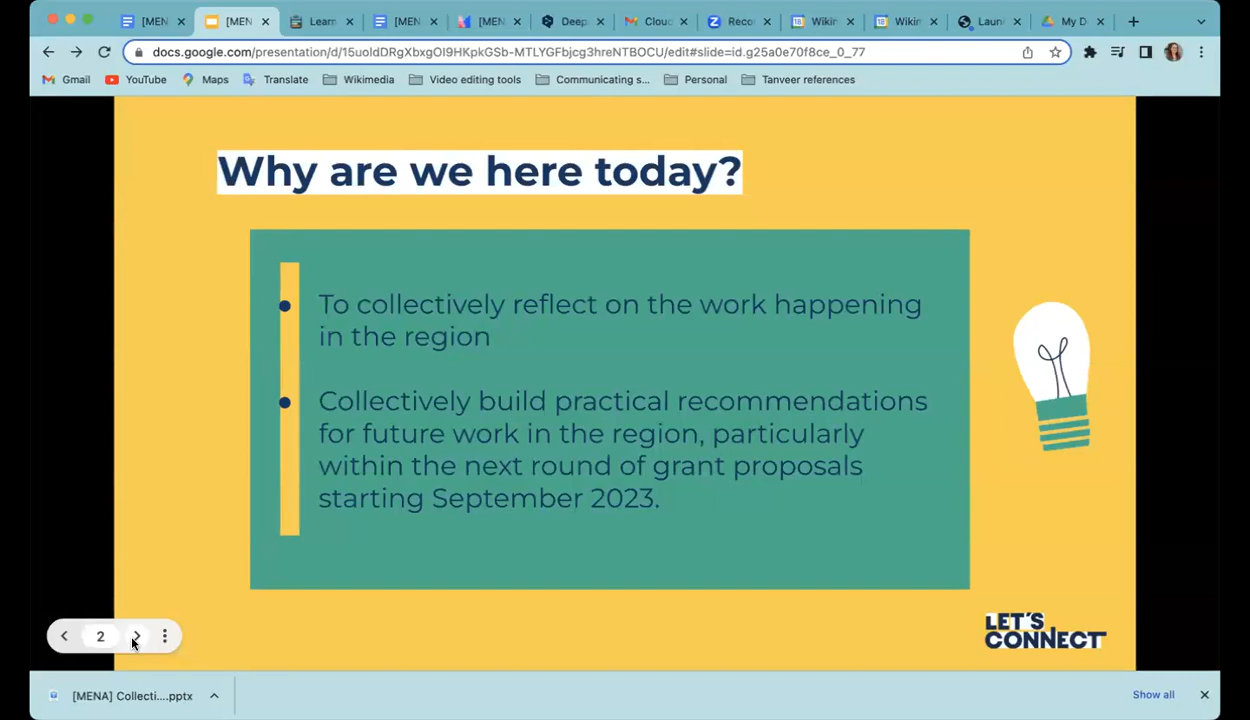 [MEN
[MEN
Learn
[MEN
[MEN
Deep
Clou
Reco
Wikin
Wikin
Laun
My D
docs.google.com/presentation/d/15uoldDRgXbxgOI9HKpkGSb-MTLYGFbjcg3hreNTBOCU/edit#slide=id.g25a0e70f8ce_0_77
Gmail
YouTube
Maps
Translate
Wikimedia
Video editing tools
Communicating s...
Personal
Tanveer references
Why are we here today?
• To collectively reflect on the work happening
in the region
• Collectively build practical recommendations
for future work in the region, particularly
within the next round of grant proposals
starting September 2023.
LET'S
CONNECT
2
[MENA] Collecti....pptx
Show all